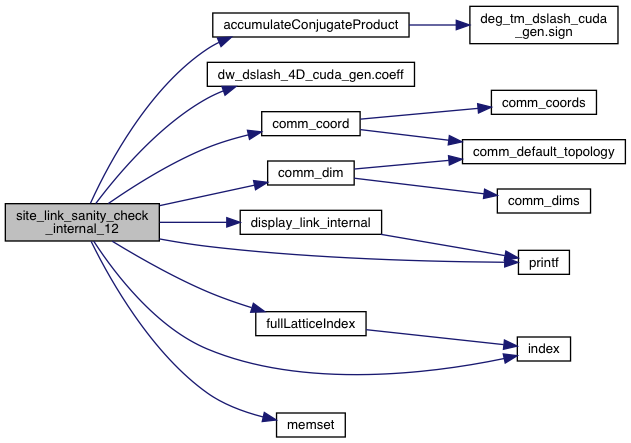 site_link_sanity_check
_internal_12
accumulateConjugateProduct
deg_tm_dslash_cuda
_gen.sign
dw_dslash_4D_cuda_gen.coeff
comm_coord
comm_coords
comm_default_topology
comm_dim
comm_dims
display_link_internal
printf
fullLatticeIndex
index
memset